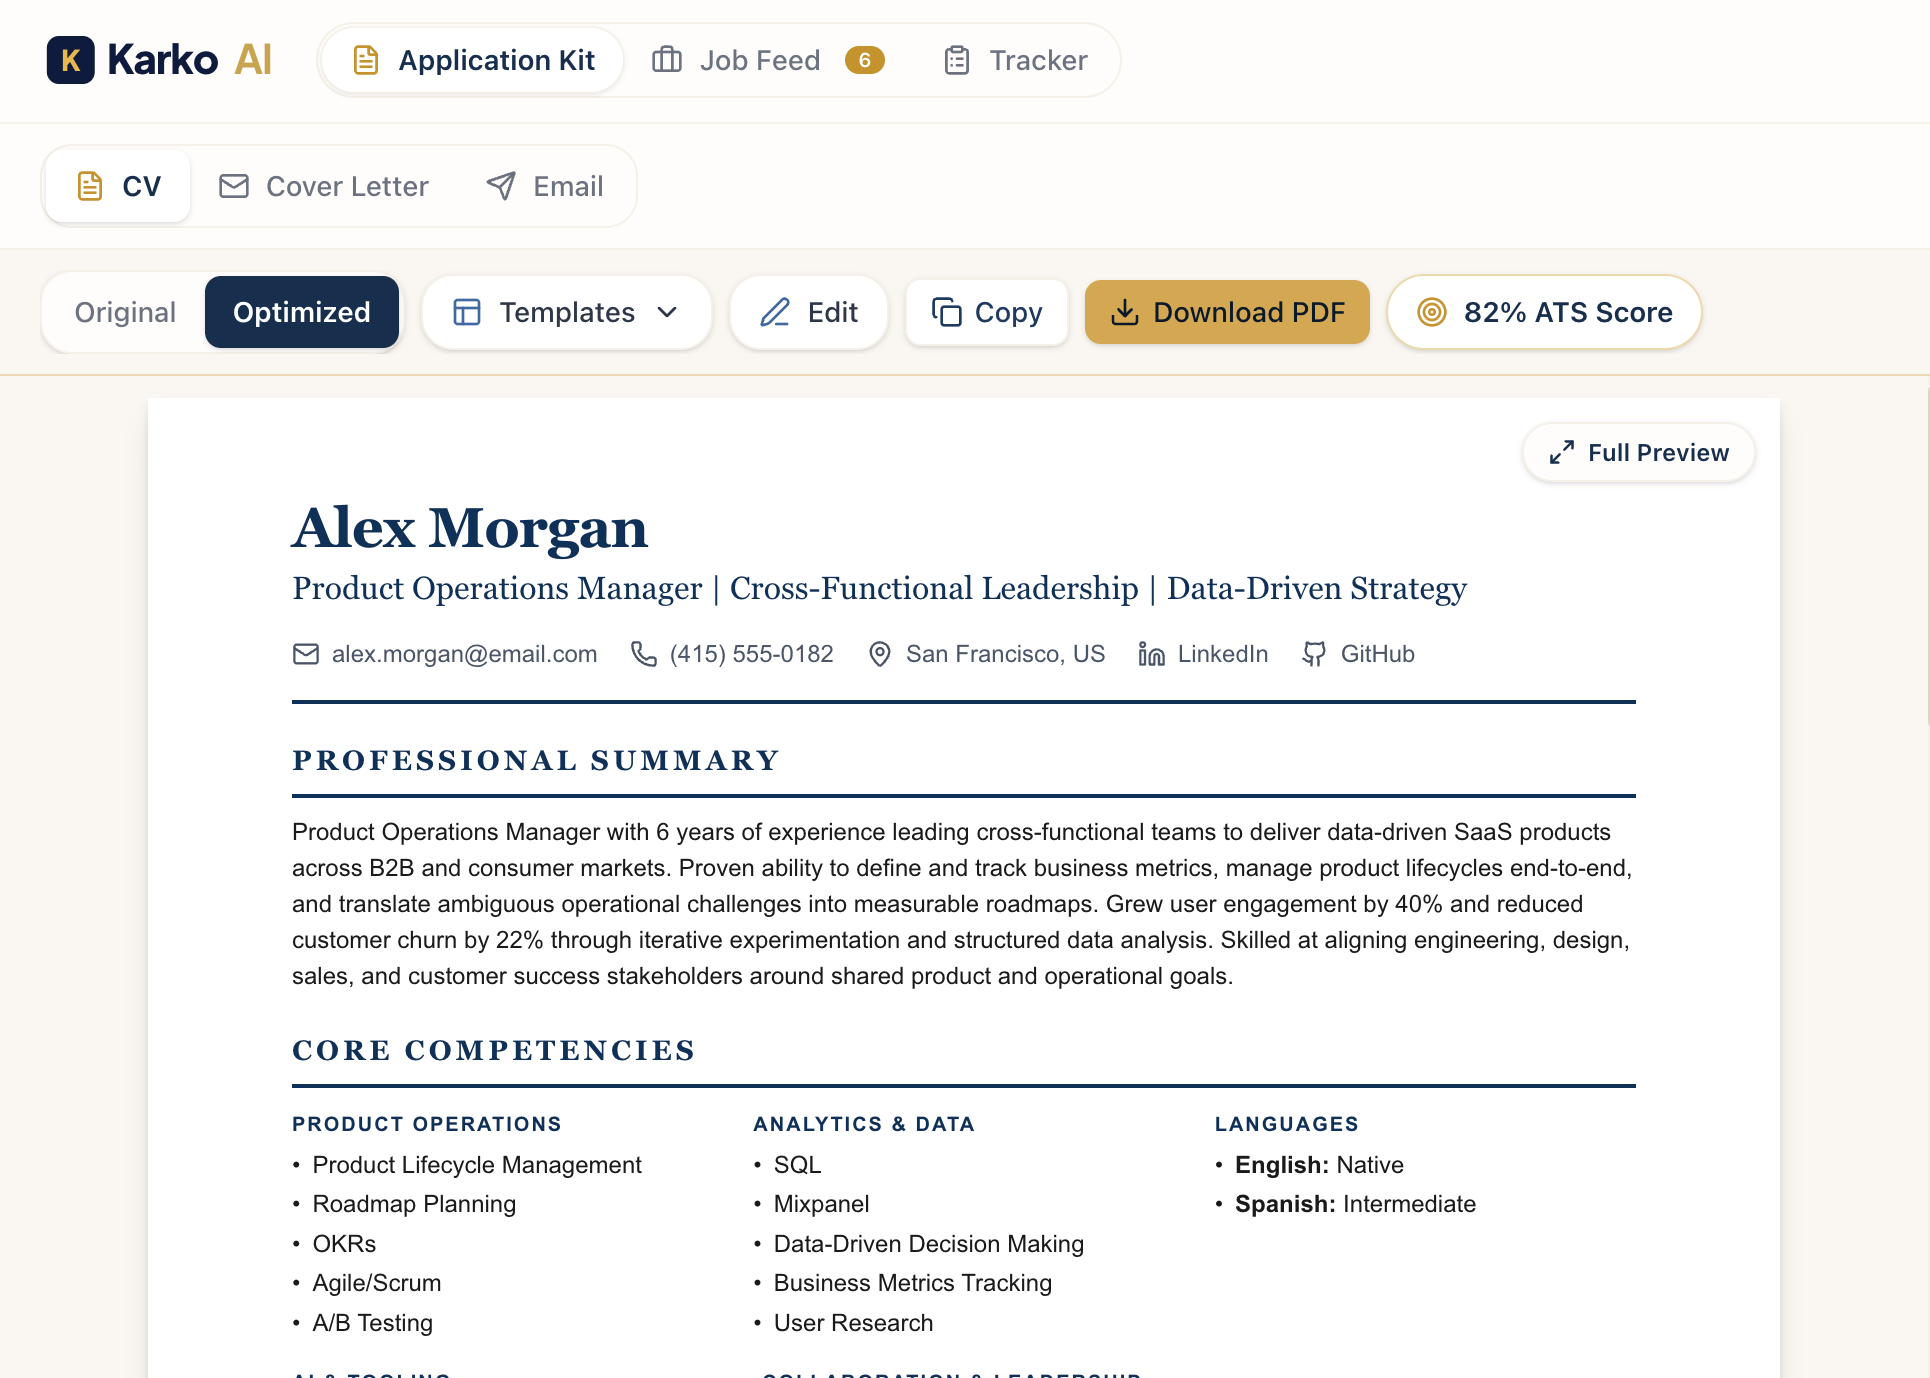 K Karko AI
Application Kit
Job Feed 6
Tracker
CV
Cover Letter
Email
Original
Optimized
Templates
Edit
Copy
Download PDF
82% ATS Score
Full Preview
Alex Morgan
Product Operations Manager | Cross-Functional Leadership | Data-Driven Strategy
alex.morgan@email.com (415) 555-0182 San Francisco, US LinkedIn GitHub
PROFESSIONAL SUMMARY
Product Operations Manager with 6 years of experience leading cross-functional teams to deliver data-driven SaaS products
across B2B and consumer markets. Proven ability to define and track business metrics, manage product lifecycles end-to-end,
and translate ambiguous operational challenges into measurable roadmaps. Grew user engagement by 40% and reduced
customer churn by 22% through iterative experimentation and structured data analysis. Skilled at aligning engineering, design,
sales, and customer success stakeholders around shared product and operational goals.
CORE COMPETENCIES
PRODUCT OPERATIONS
• Product Lifecycle Management
• Roadmap Planning
• OKRs
• Agile/Scrum
• A/B Testing
ANALYTICS & DATA
• SQL
• Mixpanel
• Data-Driven Decision Making
• Business Metrics Tracking
• User Research
LANGUAGES
• English: Native
• Spanish: Intermediate
AI & TOOLING
COLLABORATION & LEADERSHIP